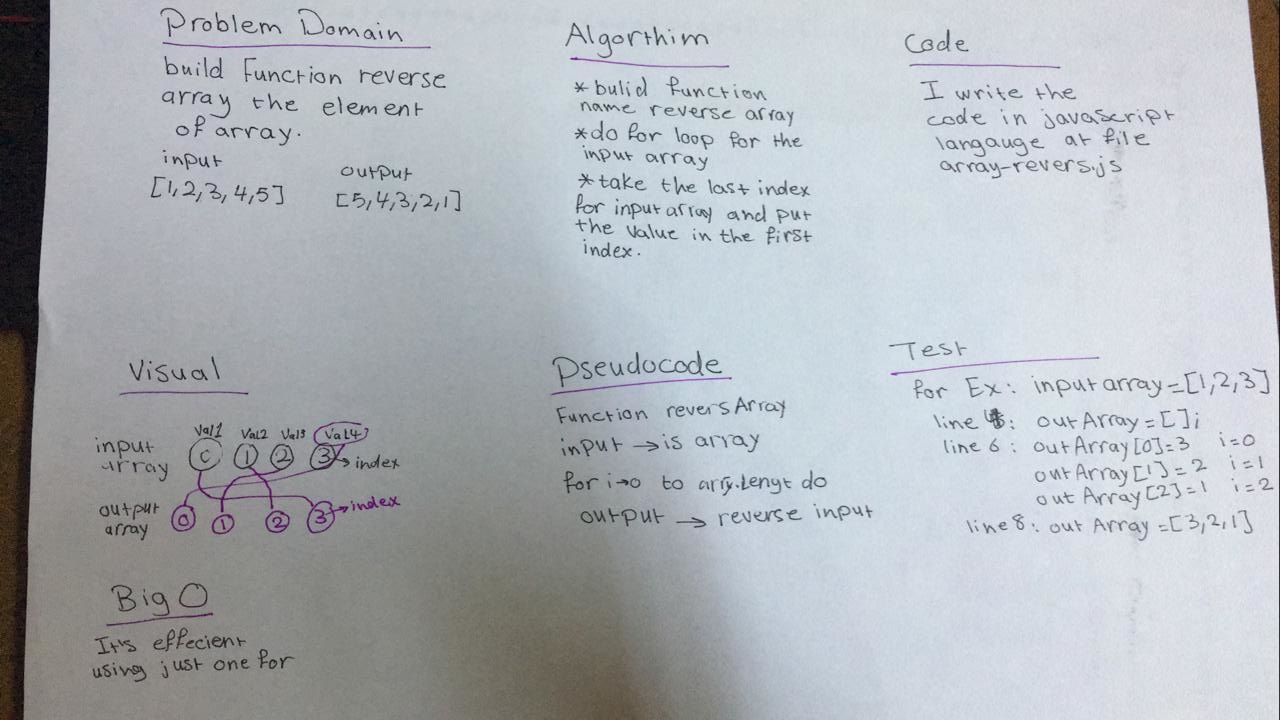 Problem Domain
build Function reverse
array the element
of array.
input
[1,2,3,4,5]
output
[5,4,3,2,1]
Algorthim
* bulid function
name reverse array
* do for loop for the
input array
* take the last index
for input array and put
the value in the first
index.
Code
I write the
code in javaScript
langauge at file
array-revers.js
Visual
Val1 Val2 Val3 Val4
input
array
0 1 2 3 → index
output
array
0 1 2 3 → index
Big O
It's effecient
using just one for
Pseudocode
Function reversArray
input → is array
for i→0 to arry.lengt do
output → reverse input
Test
for Ex: input array = [1,2,3]
line 4: outArray = [];
line 6: outArray[0]=3 i=0
outArray[1]=2 i=1
out Array[2]=1 i=2
line 8: out Array = [3,2,1]